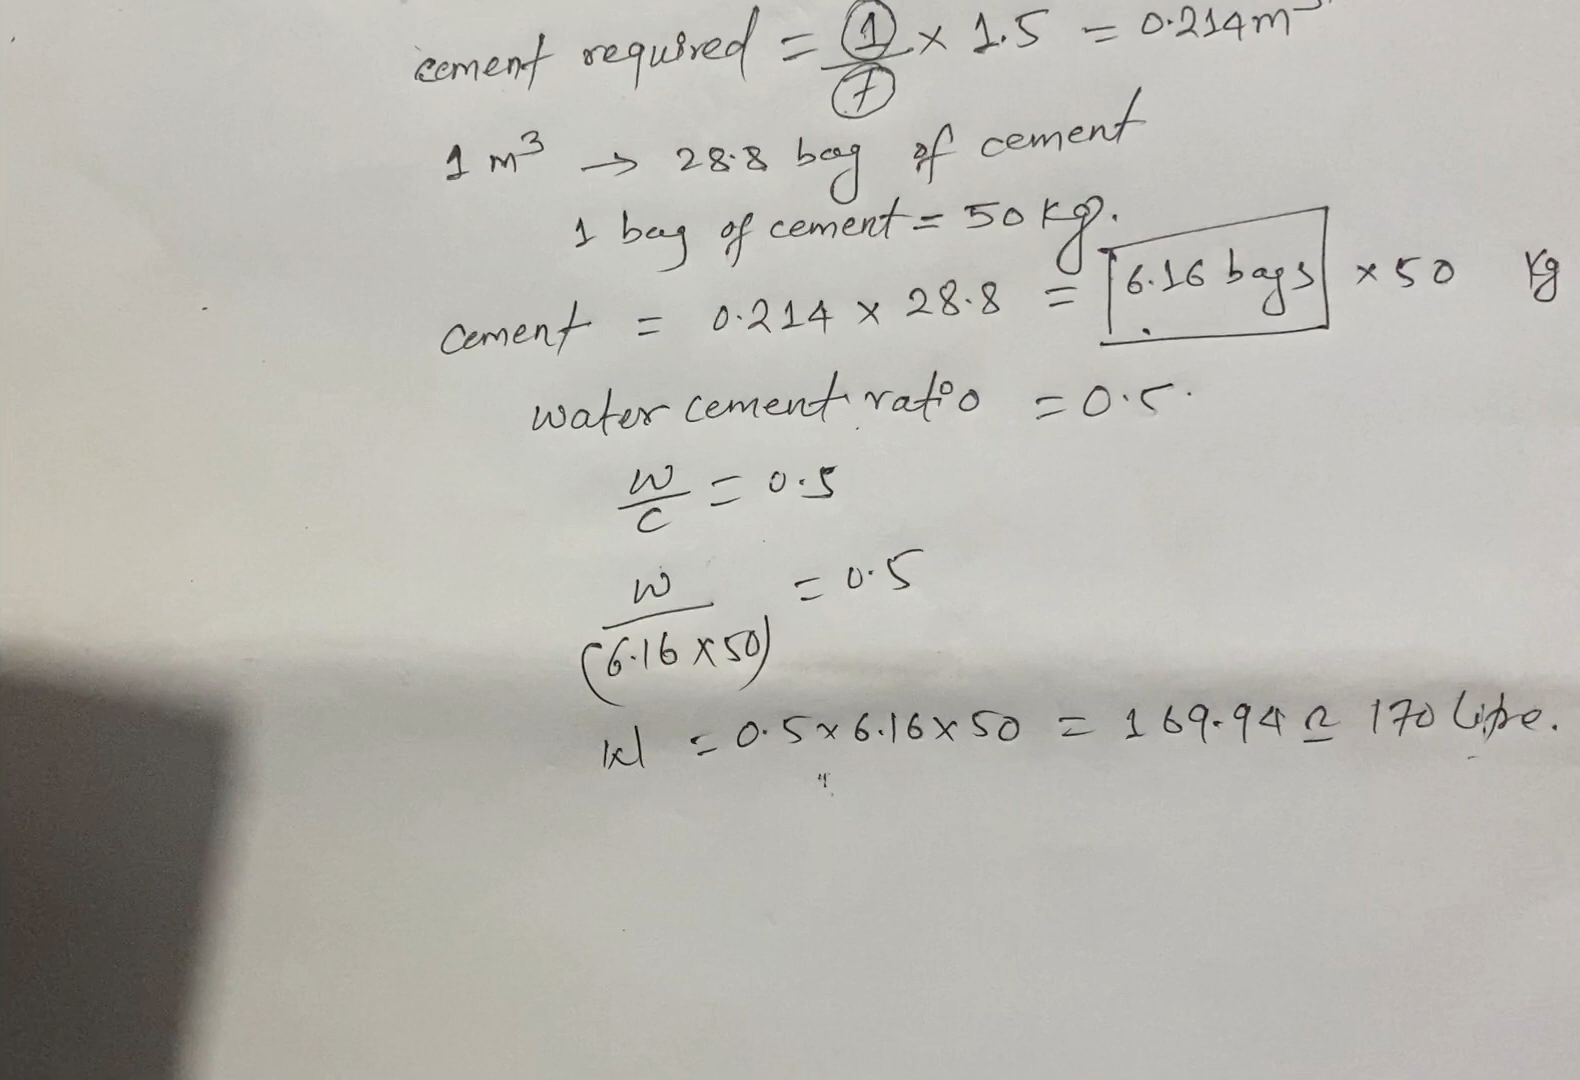 cement required = 1/7 × 1.5 = 0.214m³
1 m³ → 28.8 bag of cement
1 bag of cement = 50 kg.
cement = 0.214 × 28.8 = 6.16 bags × 50 kg
water cement ratio = 0.5.
W/C = 0.5
W/(6.16 × 50) = 0.5
W = 0.5 × 6.16 × 50 = 169.94 ≏ 170 litre.